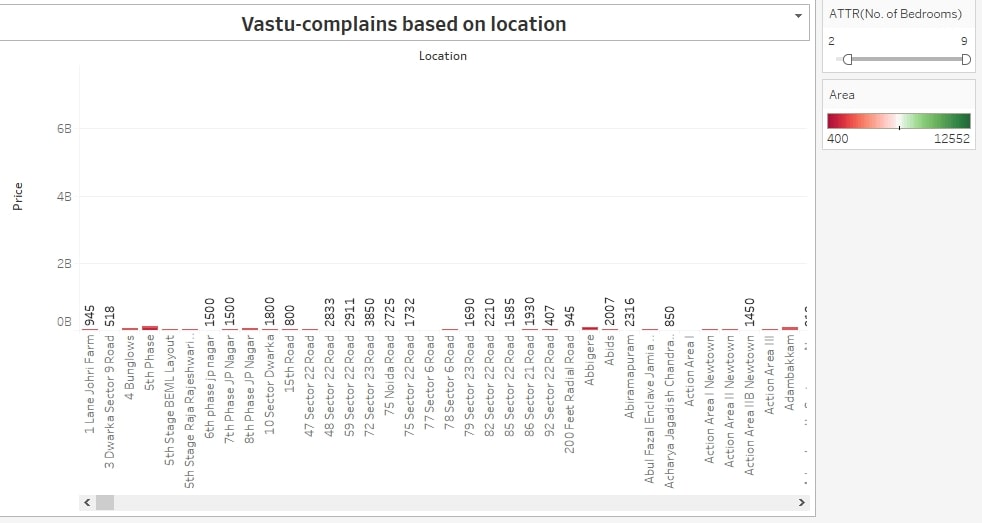 Vastu-complains based on location
Location
Price
6B
4B
2B
0B
945
518
1500
1500
1800
800
2833
2911
3850
2725
1732
1690
2210
1585
1930
407
945
2007
2316
850
1450
1 Lane Johri Farm
3 Dwarka Sector 9 Road
4 Bunglows
5th Phase
5th Stage BEML Layout
5th Stage Raja Rajeshwari..
6th phase jp nagar
7th Phase JP Nagar
8th Phase JP Nagar
10 Sector Dwarka
15th Road
47 Sector 22 Road
48 Sector 22 Road
59 Sector 22 Road
72 Sector 23 Road
75 Noida Road
75 Sector 22 Road
77 Sector 6 Road
78 Sector 6 Road
79 Sector 23 Road
82 Sector 22 Road
85 Sector 22 Road
86 Sector 21 Road
92 Sector 22 Road
200 Feet Radial Road
Abbigere
Abids
Abiramapuram
Abul Fazal Enclave Jamia ..
Acharya Jagadish Chandra..
Action Area I
Action Area I Newtown
Action Area II Newtown
Action Area IIB Newtown
Action Area III
Adambakkam
ATTR(No. of Bedrooms)
2 9
Area
400 12552